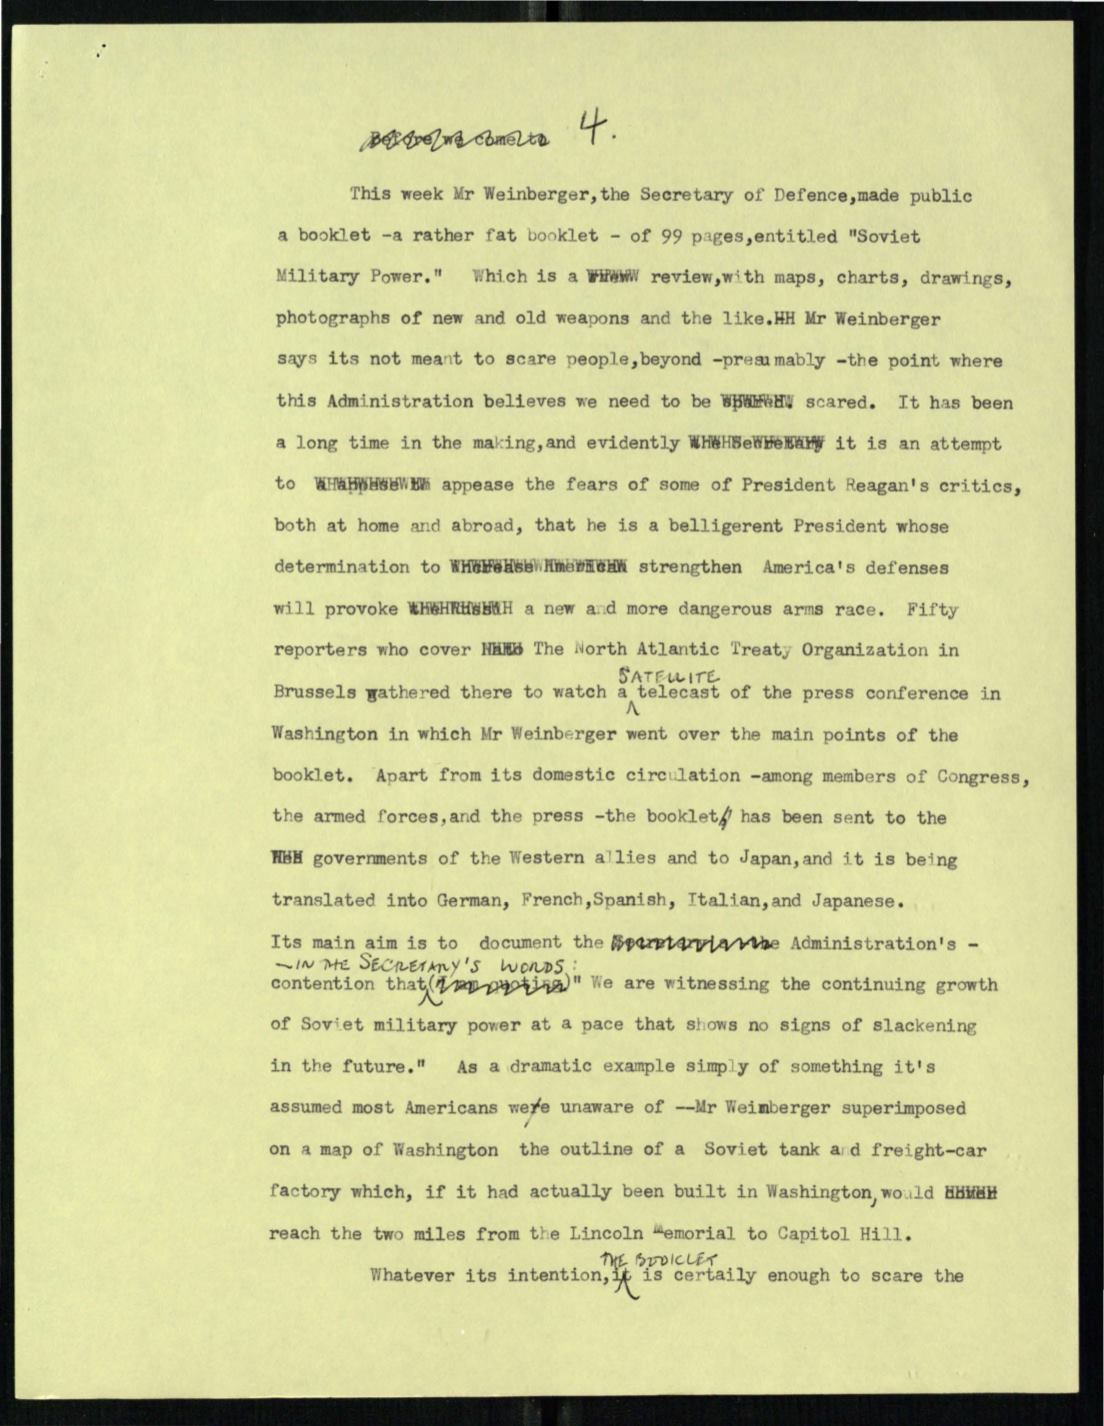 Before we come to 4.
This week Mr Weinberger,the Secretary of Defence,made public
a booklet -a rather fat booklet - of 99 pages,entitled "Soviet
Military Power." Which is a review,with maps, charts, drawings,
photographs of new and old weapons and the like. Mr Weinberger
says its not meant to scare people,beyond -presumably -the point where
this Administration believes we need to be scared. It has been
a long time in the making,and evidently it is an attempt
to appease the fears of some of President Reagan's critics,
both at home and abroad, that he is a belligerent President whose
determination to strengthen America's defenses
will provoke a new and more dangerous arms race. Fifty
reporters who cover The North Atlantic Treaty Organization in
SATELLITE
Brussels gathered there to watch a telecast of the press conference in
Washington in which Mr Weinberger went over the main points of the
booklet. Apart from its domestic circulation -among members of Congress,
the armed forces,and the press -the booklet has been sent to the
governments of the Western allies and to Japan,and it is being
translated into German, French,Spanish, Italian,and Japanese.
Its main aim is to document the Administration's -
-IN THE SECRETARY'S WORDS:
contention that (I am quoting)" We are witnessing the continuing growth
of Soviet military power at a pace that shows no signs of slackening
in the future." As a dramatic example simply of something it's
assumed most Americans were unaware of --Mr Weimberger superimposed
on a map of Washington the outline of a Soviet tank and freight-car
factory which, if it had actually been built in Washington, would
reach the two miles from the Lincoln Memorial to Capitol Hill.
THE BOOKLET
Whatever its intention,it is certaily enough to scare the